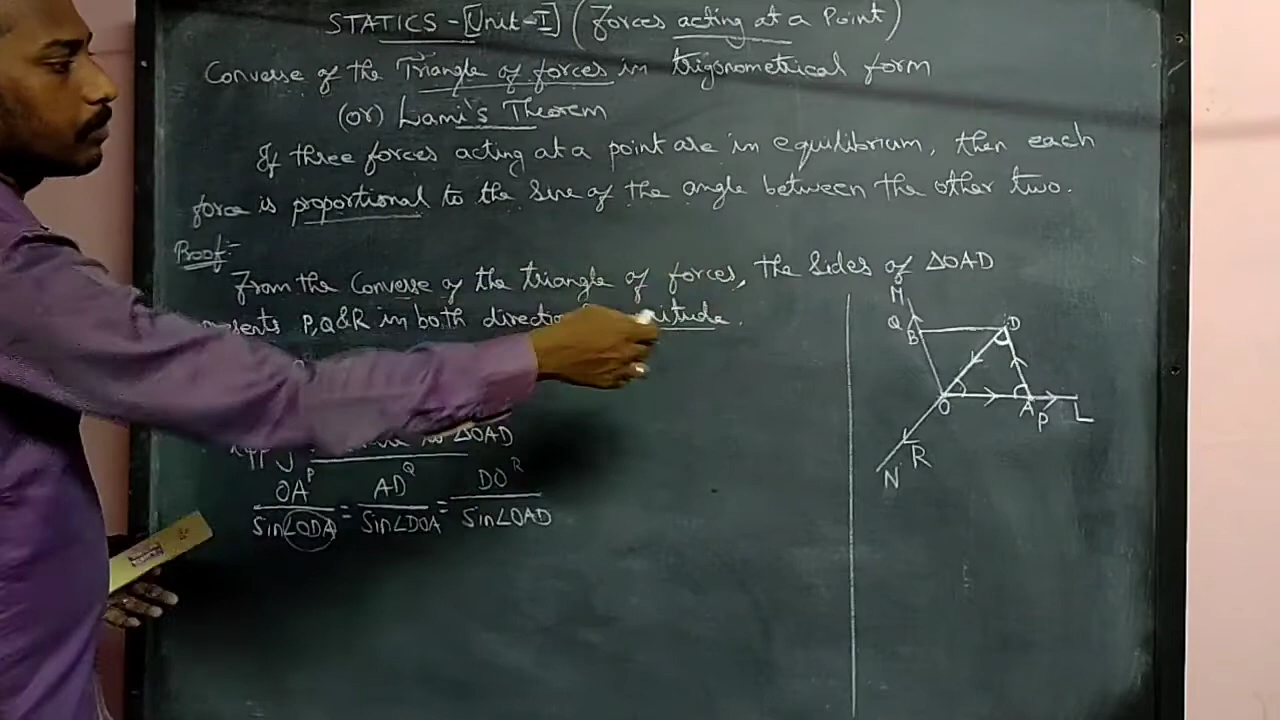 STATICS - [Unit-I] (Forces acting at a Point)
Converse of the Triangle of forces in trigonometrical form
(or) Lami's Theorem
If three forces acting at a point are in equilibrium, then each
force is proportional to the Sine of the angle between the other two.
Proof:-
From the Converse of the triangle of forces, the Sides of ΔOAD
P, Q & R in both
ΔOAD
OA P / Sin∠ODA = AD Q / Sin∠DOA = DO R / Sin∠OAD
M
Q
B
D
O
A
P
L
R
N